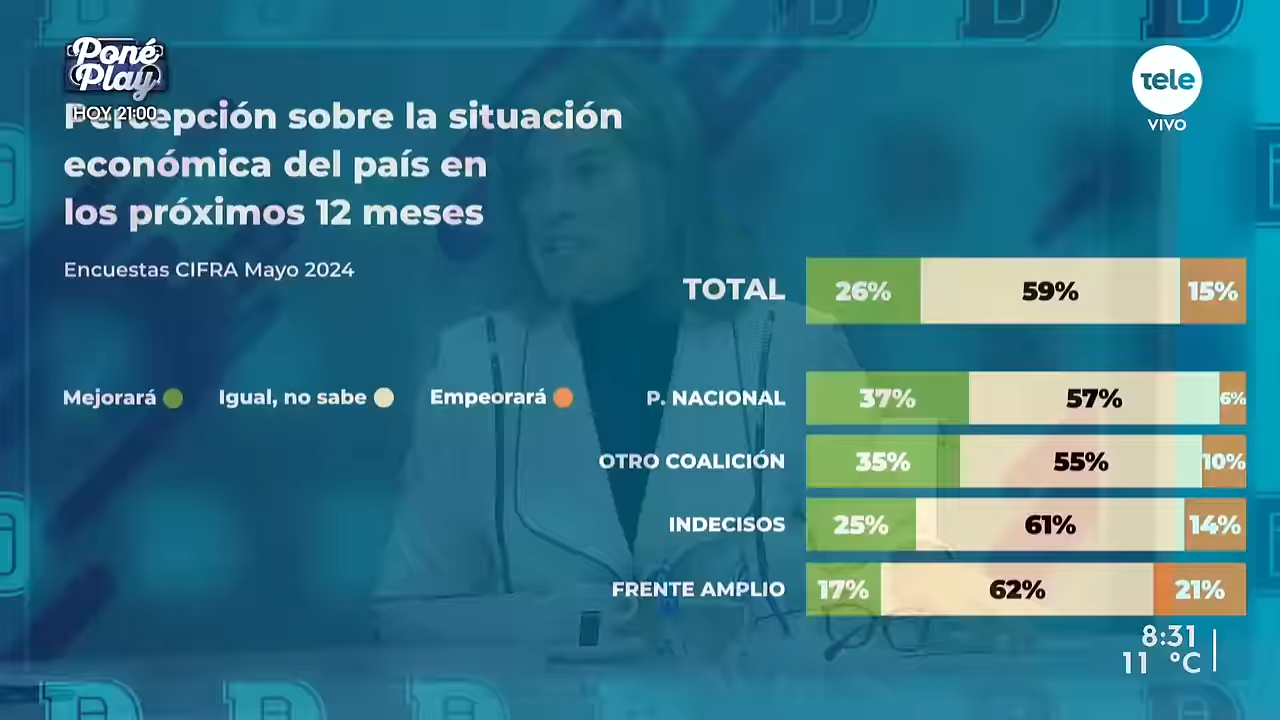 Poné
Play
HOY 21:00
tele
VIVO
Percepción sobre la situación
económica del país en
los próximos 12 meses
Encuestas CIFRA Mayo 2024
Mejorará
Igual, no sabe
Empeorará
TOTAL 26% 59% 15%
P. NACIONAL 37% 57% 6%
OTRO COALICIÓN 35% 55% 10%
INDECISOS 25% 61% 14%
FRENTE AMPLIO 17% 62% 21%
8:31
11 °C